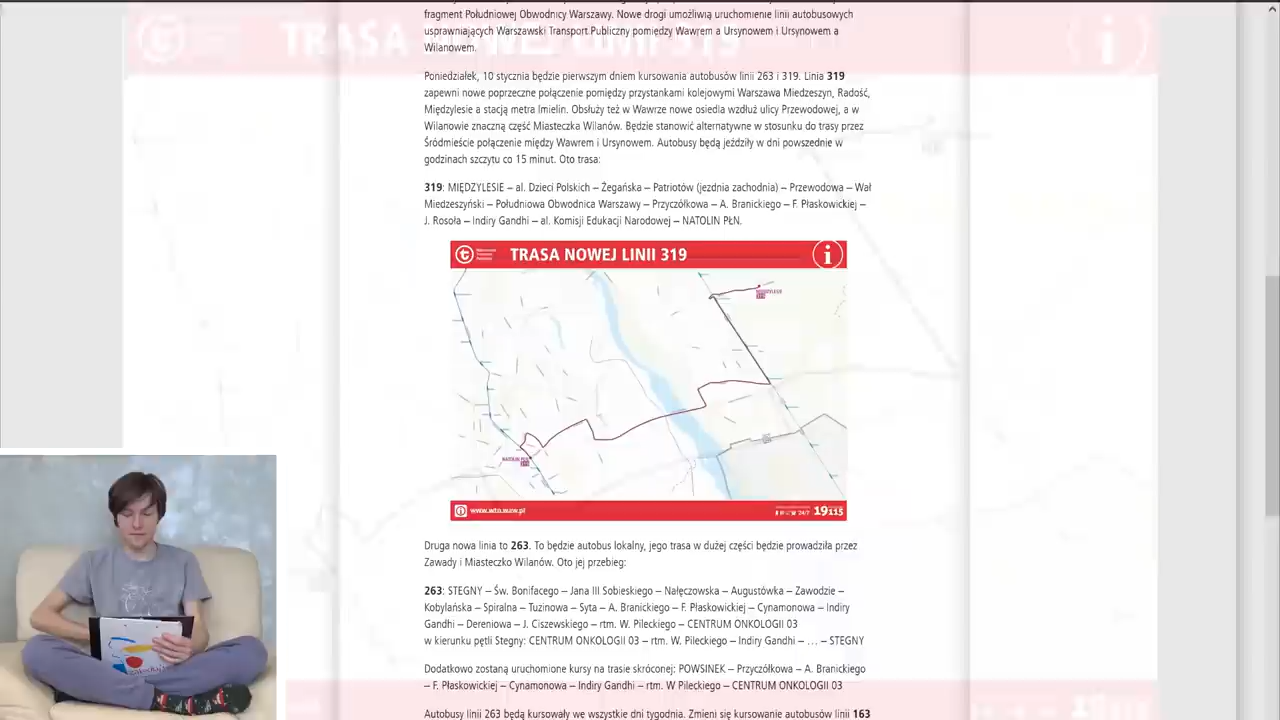 fragment Południowej Obwodnicy Warszawy. Nowe drogi umożliwią uruchomienie linii autobusowych
usprawniających Warszawski Transport Publiczny pomiędzy Wawrem a Ursynowem i Ursynowem a
Wilanowem.
Poniedziałek, 10 stycznia będzie pierwszym dniem kursowania autobusów linii 263 i 319. Linia 319
zapewni nowe poprzeczne połączenie pomiędzy przystankami kolejowymi Warszawa Miedzeszyn, Radość,
Międzylesie a stacją metra Imielin. Obsłuży też w Wawrze nowe osiedla wzdłuż ulicy Przewodowej, a w
Wilanowie znaczną część Miasteczka Wilanów. Będzie stanowić alternatywne w stosunku do trasy przez
Śródmieście połączenie między Wawrem i Ursynowem. Autobusy będą jeździły w dni powszednie w
godzinach szczytu co 15 minut. Oto trasa:
319: MIĘDZYLESIE – al. Dzieci Polskich – Żegańska – Patriotów (jezdnia zachodnia) – Przewodowa – Wał
Miedzeszyński – Południowa Obwodnica Warszawy – Przyczółkowa – A. Branickiego – F. Płaskowickiej –
J. Rosoła – Indiry Gandhi – al. Komisji Edukacji Narodowej – NATOLIN PŁN.
TRASA NOWEJ LINII 319
MIĘDZYLESIE
319
NATOLIN PŁN.
319
www.wtp.waw.pl
19115
Druga nowa linia to 263. To będzie autobus lokalny, jego trasa w dużej części będzie prowadziła przez
Zawady i Miasteczko Wilanów. Oto jej przebieg:
263: STEGNY – Św. Bonifacego – Jana III Sobieskiego – Nałęczowska – Augustówka – Zawodzie –
Kobylańska – Spiralna – Tuzinowa – Syta – A. Branickiego – F. Płaskowickiej – Cynamonowa – Indiry
Gandhi – Dereniowa – J. Ciszewskiego – rtm. W. Pileckiego – CENTRUM ONKOLOGII 03
w kierunku pętli Stegny: CENTRUM ONKOLOGII 03 – rtm. W. Pileckiego – Indiry Gandhi – … – STEGNY
Dodatkowo zostaną uruchomione kursy na trasie skróconej: POWSINEK – Przyczółkowa – A. Branickiego
– F. Płaskowickiej – Cynamonowa – Indiry Gandhi – rtm. W Pileckiego – CENTRUM ONKOLOGII 03
Autobusy linii 263 będą kursowały we wszystkie dni tygodnia. Zmieni się kursowanie autobusów linii 163